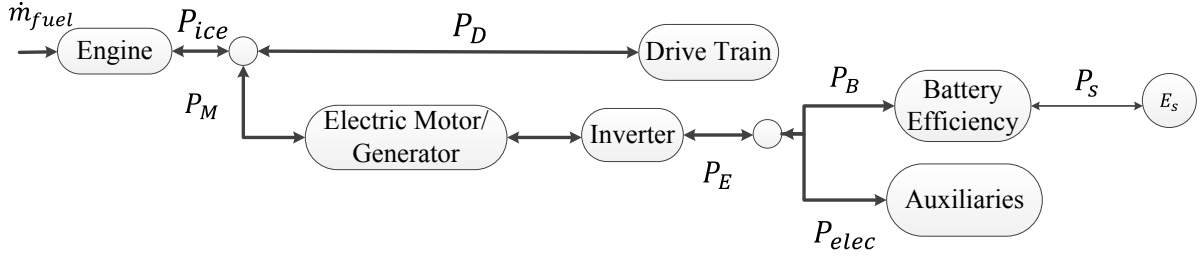 ṁ_fuel
Engine
P_ice
P_D
Drive Train
P_M
Electric Motor/
Generator
Inverter
P_E
P_B
Battery
Efficiency
P_s
E_s
Auxiliaries
P_elec